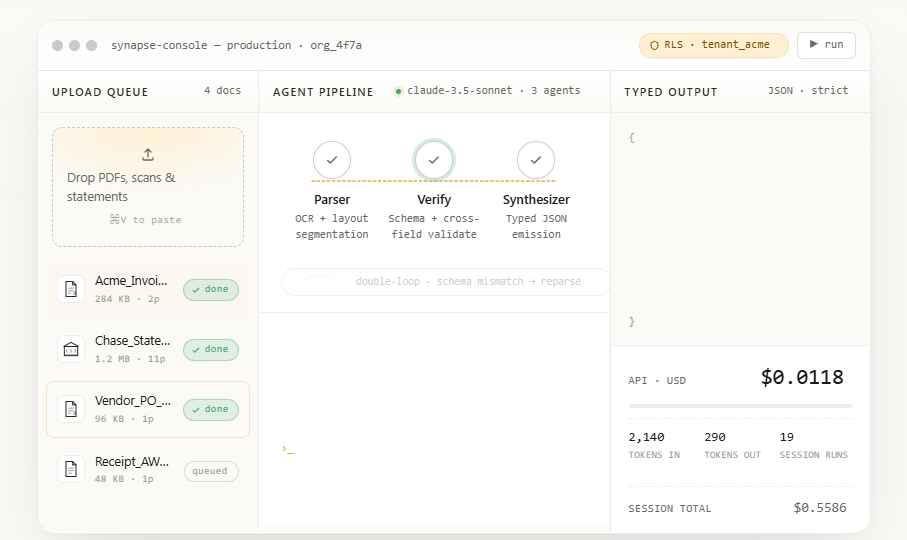 synapse-console — production · org_4f7a
RLS · tenant_acme
run
UPLOAD QUEUE
4 docs
Drop PDFs, scans &
statements
⌘V to paste
Acme_Invoi…
284 KB · 2p
done
Chase_State…
1.2 MB · 11p
done
Vendor_PO_…
96 KB · 1p
done
Receipt_AW…
48 KB · 1p
queued
AGENT PIPELINE
claude-3.5-sonnet · 3 agents
Parser
OCR + layout
segmentation
Verify
Schema + cross-
field validate
Synthesizer
Typed JSON
emission
double-loop · schema mismatch → reparse
›_
TYPED OUTPUT
JSON · strict
{
}
API · USD
$0.0118
2,140
TOKENS IN
290
TOKENS OUT
19
SESSION RUNS
SESSION TOTAL
$0.5586